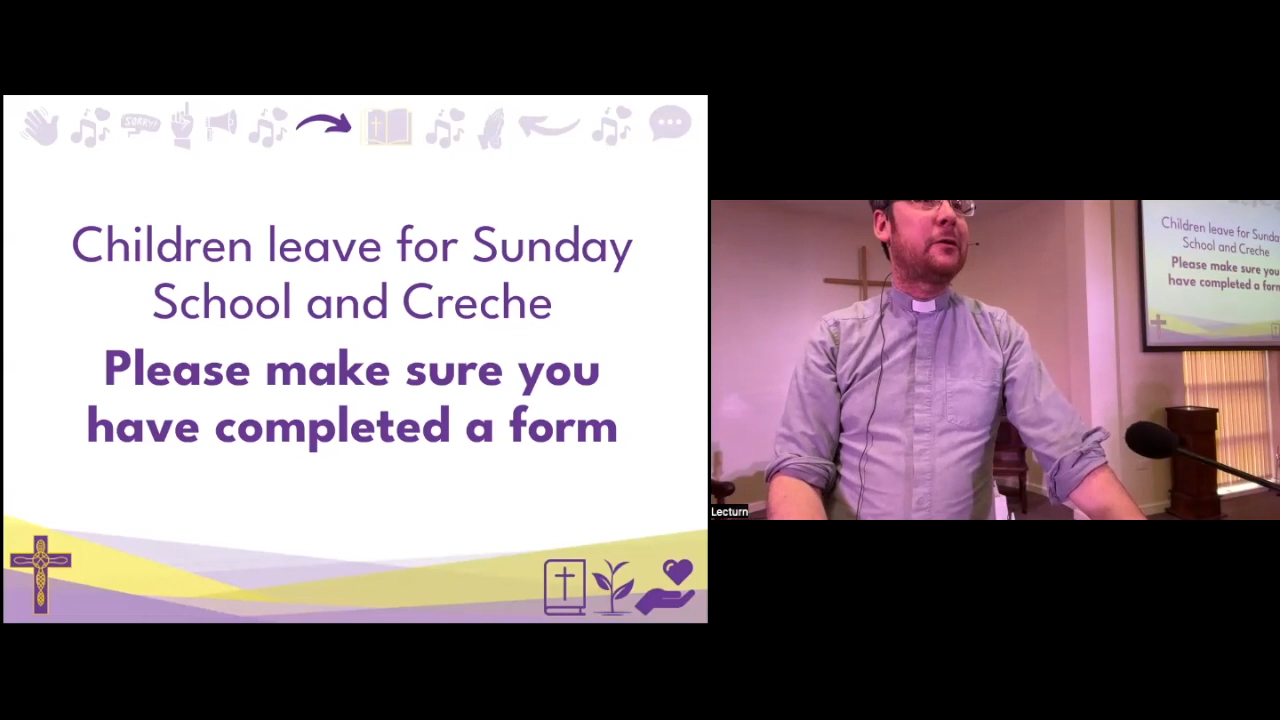 SORRY!
Children leave for Sunday
School and Creche
Please make sure you
have completed a form
Children leave for Sunda
School and Creche
Please make sure you
have completed a form
Lecturn